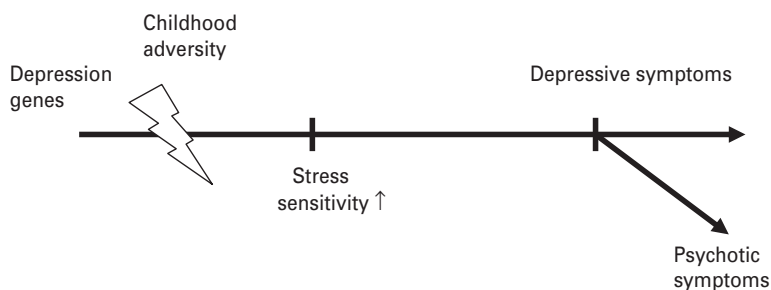 Childhood
adversity
Depression
genes
Depressive symptoms
Stress
sensitivity ↑
Psychotic
symptoms